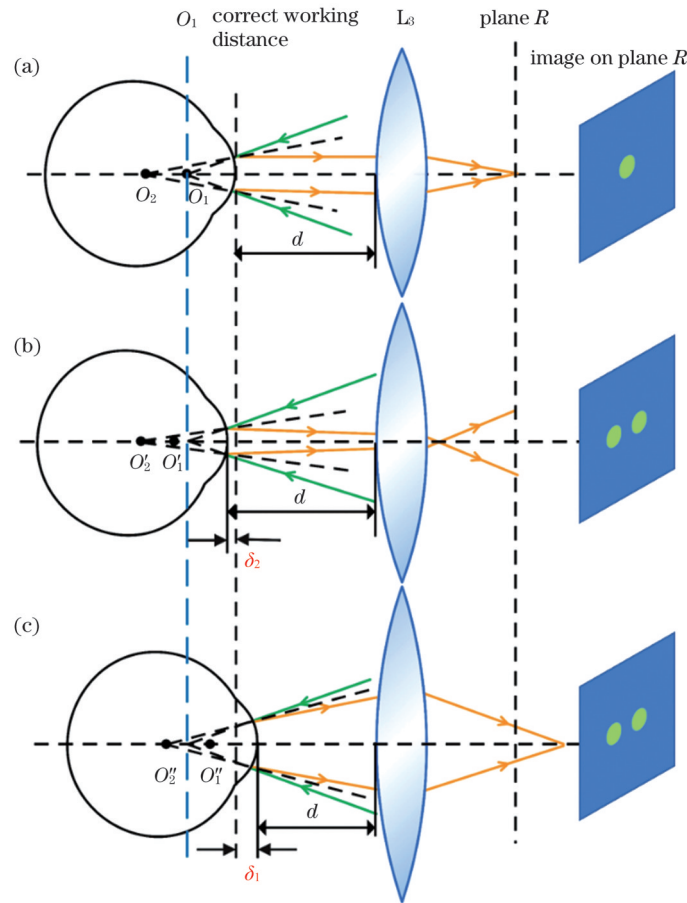 O₁ correct working distance L₃ plane R
image on plane R
(a)
O₂ O₁
d
(b)
O′₂ O′₁
d
δ₂
(c)
O″₂ O″₁
d
δ₁